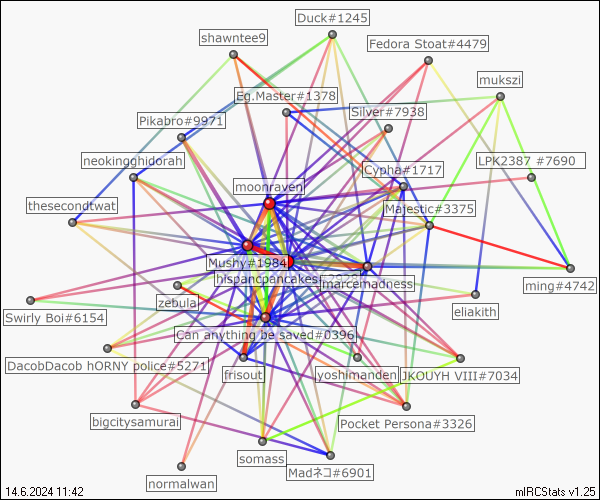 Duck#1245
shawntee9
Fedora Stoat#4479
mukszi
Eg.Master#1378
Silver#7938
Pikabro#9971
neokingghidorah
LPK2387 #7690
Cypha#1717
moonraven
thesecondtwat
Majestic#3375
Mushy#1984
hispanicpancakes
marcemadness
ming#4742
zebula
Swirly Boi#6154
eliakith
Can anything be saved#0396
DacobDacob hORNY police#5271
frisout
yoshimanden
JKOUYH VIII#7034
bigcitysamurai
Pocket Persona#3326
somass
Madネコ#6901
normalwan
14.6.2024 11:42
mIRCStats v1.25